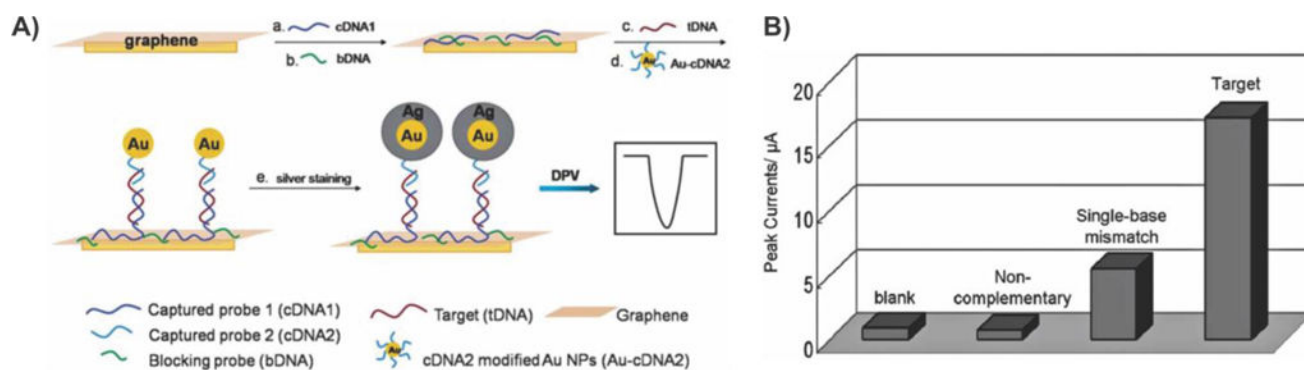 A)
graphene
a. cDNA1
b. bDNA
c. tDNA
d. Au Au-cDNA2
Au Au
e. silver staining
Ag Ag
Au Au
DPV
Captured probe 1 (cDNA1)
Captured probe 2 (cDNA2)
Blocking probe (bDNA)
Target (tDNA)
Graphene
Au
cDNA2 modified Au NPs (Au-cDNA2)
B)
Peak Currents/ μA
20
15
10
5
0
blank
Non-
complementary
Single-base
mismatch
Target